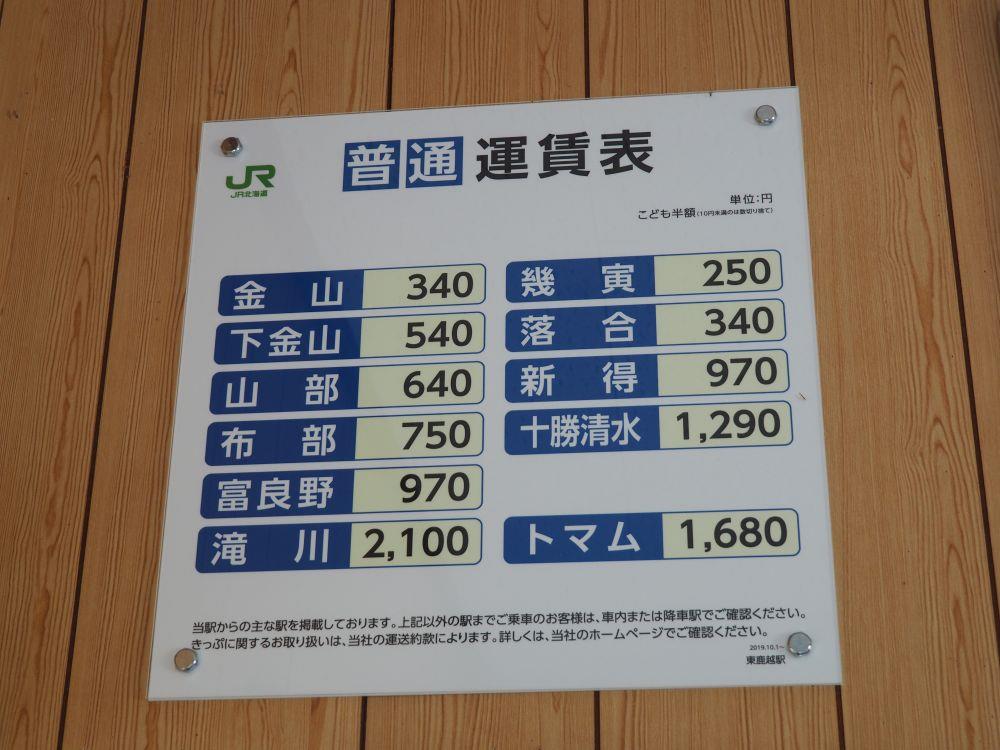 JR
JR北海道
普通運賃表
単位:円
こども半額(10円未満のは数切り捨て)
金山 340
下金山 540
山部 640
布部 750
富良野 970
滝川 2,100
幾寅 250
落合 340
新得 970
十勝清水 1,290
トマム 1,680
当駅からの主な駅を掲載しております。上記以外の駅までご乗車のお客様は、車内または降車駅でご確認ください。
きっぷに関するお取り扱いは、当社の運送約款によります。詳しくは、当社のホームページでご確認ください。
2019.10.1~
東鹿越駅